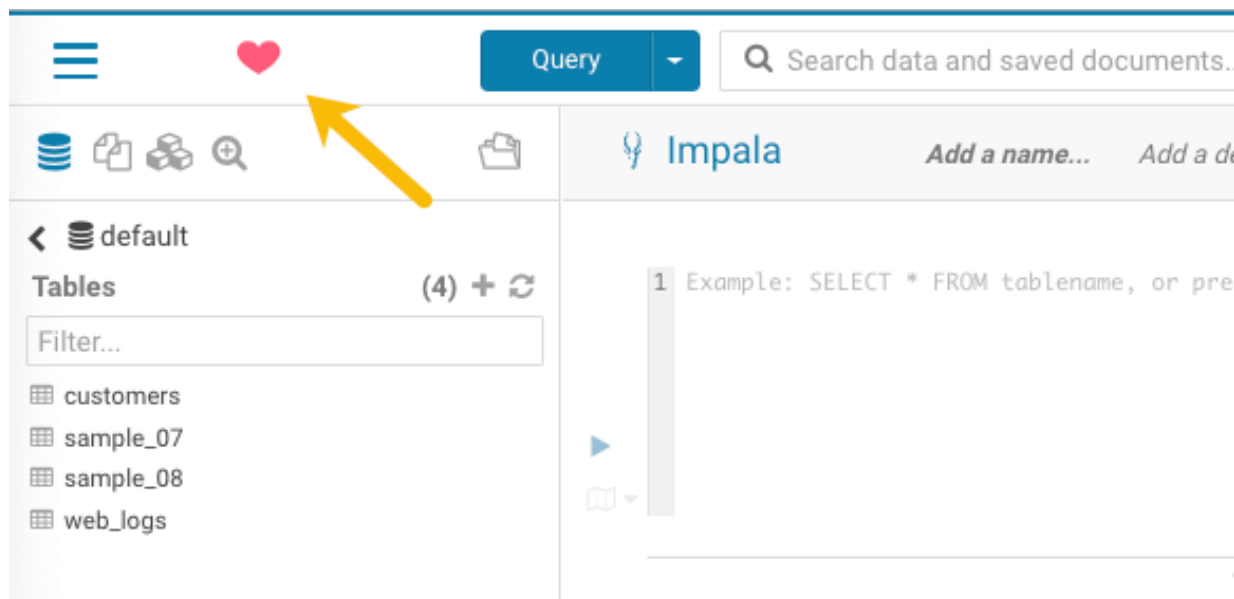 Query
Search data and saved documents..
Impala
Add a name...
Add a de
default
Tables (4)
Filter...
customers
sample_07
sample_08
web_logs
1 Example: SELECT * FROM tablename, or pre